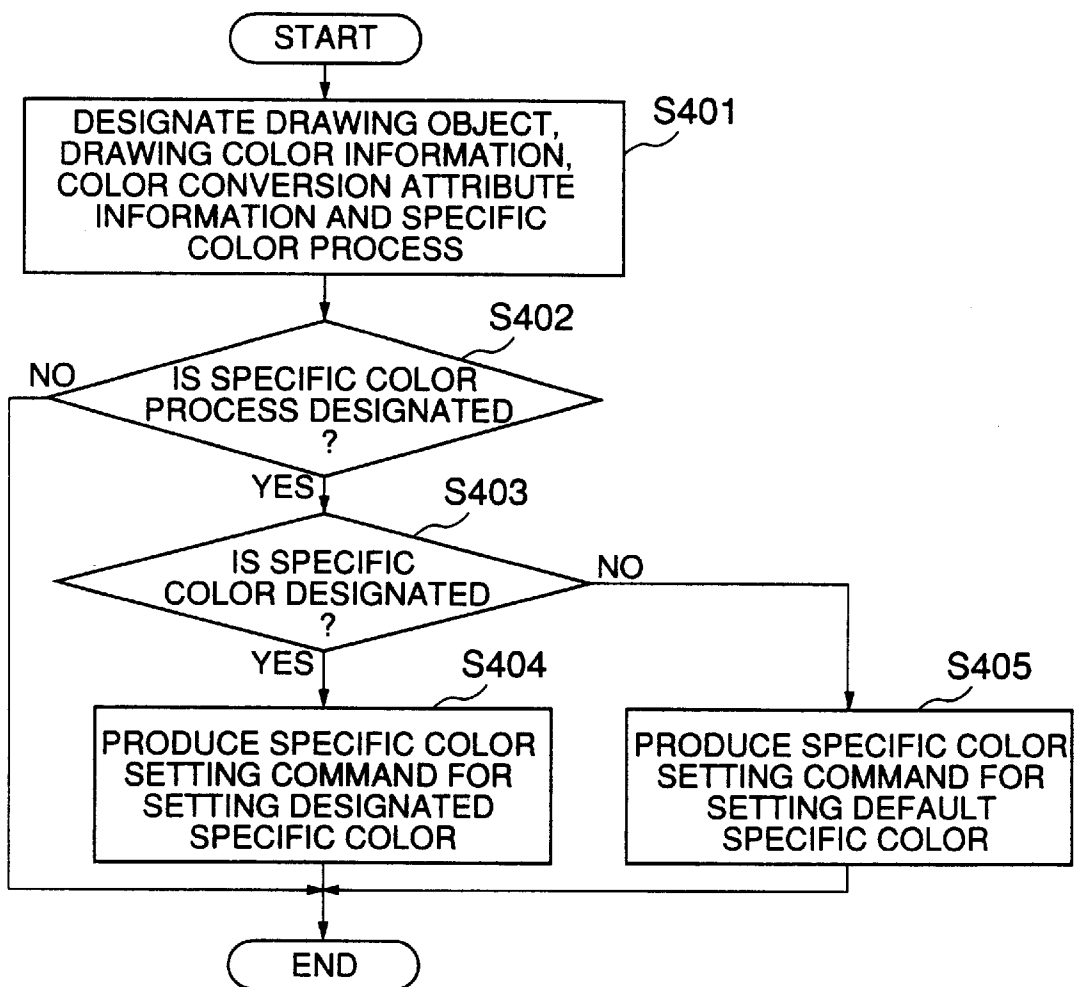 START
S401
DESIGNATE DRAWING OBJECT,
DRAWING COLOR INFORMATION,
COLOR CONVERSION ATTRIBUTE
INFORMATION AND SPECIFIC
COLOR PROCESS
S402
NO
IS SPECIFIC COLOR
PROCESS DESIGNATED
?
YES
S403
IS SPECIFIC
COLOR DESIGNATED
?
NO
YES
S404
PRODUCE SPECIFIC COLOR
SETTING COMMAND FOR
SETTING DESIGNATED
SPECIFIC COLOR
S405
PRODUCE SPECIFIC COLOR
SETTING COMMAND FOR
SETTING DEFAULT
SPECIFIC COLOR
END